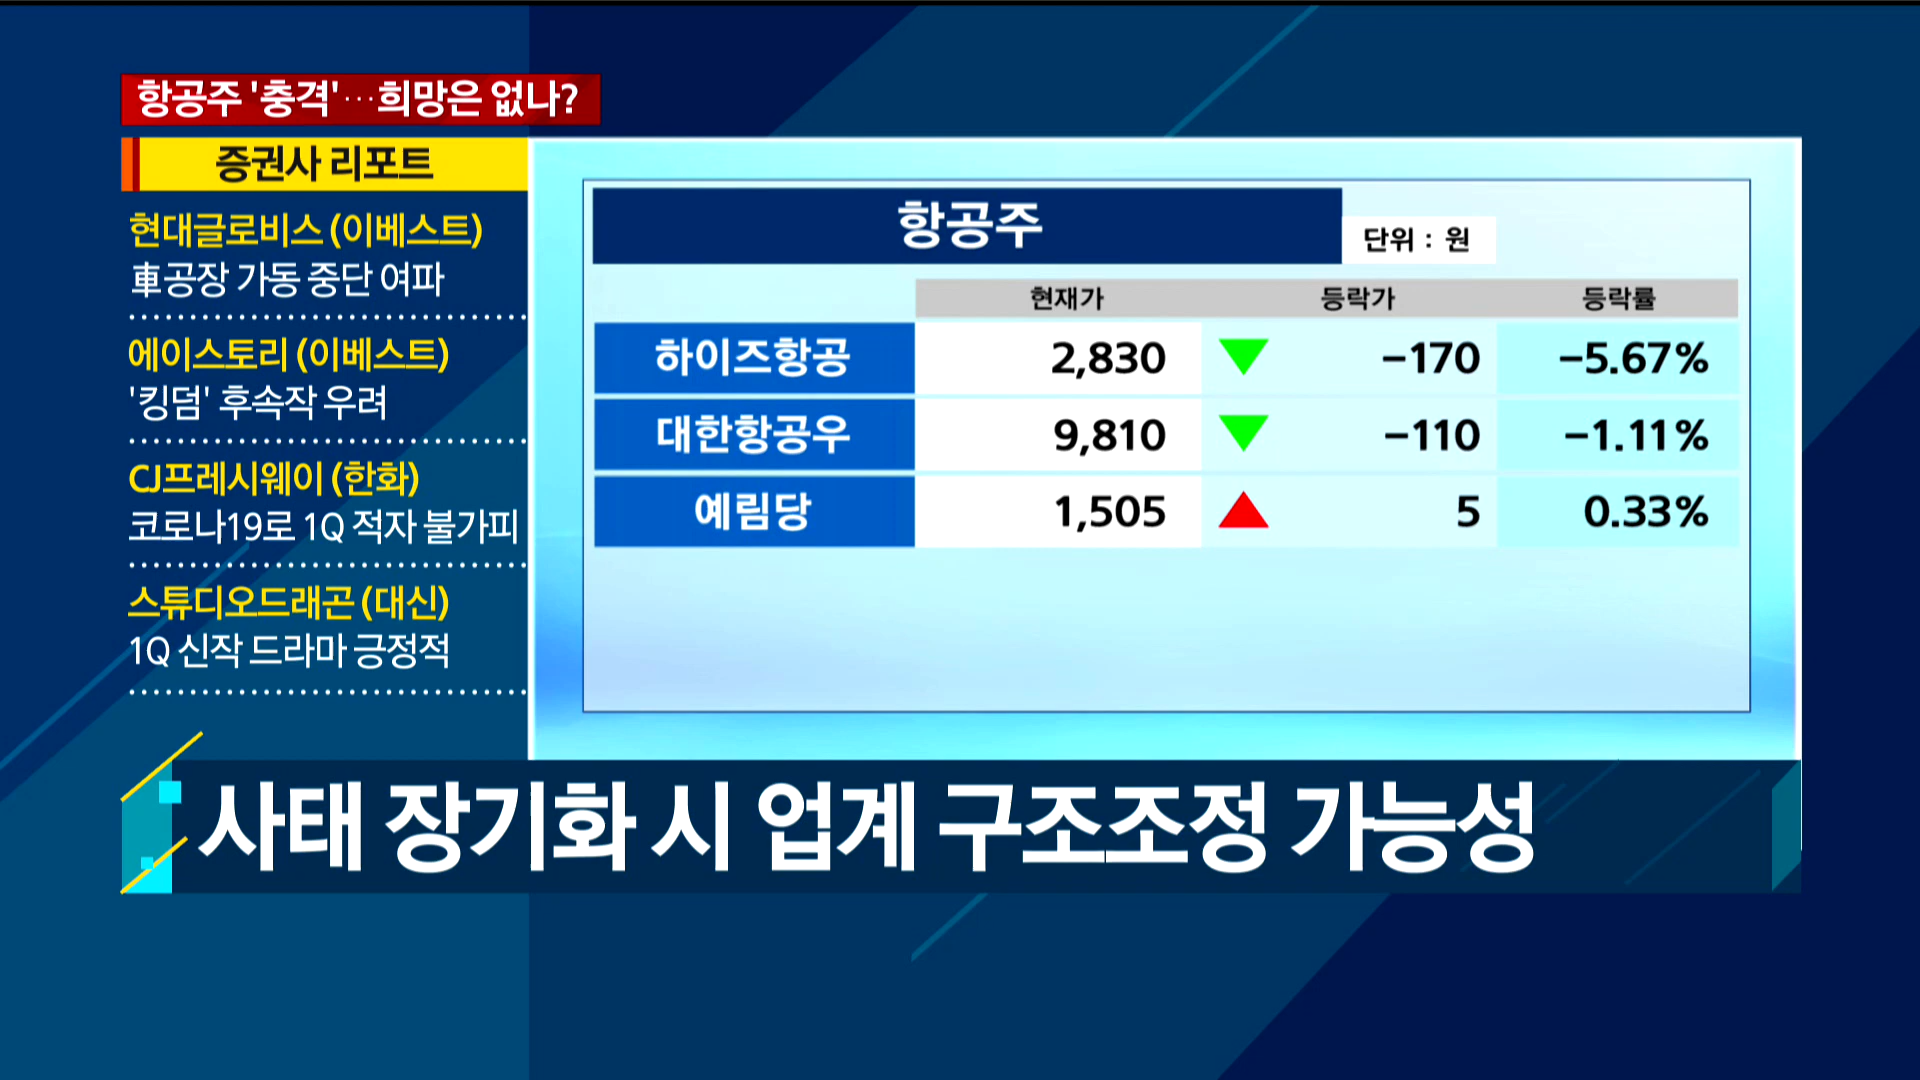 항공주 '충격'…희망은 없나?
증권사 리포트
현대글로비스 (이베스트)
車공장 가동 중단 여파
에이스토리 (이베스트)
'킹덤' 후속작 우려
CJ프레시웨이 (한화)
코로나19로 1Q 적자 불가피
스튜디오드래곤 (대신)
1Q 신작 드라마 긍정적
항공주
단위 : 원
현재가 등락가 등락률
하이즈항공 2,830 ▼ -170 -5.67%
대한항공우 9,810 ▼ -110 -1.11%
예림당 1,505 ▲ 5 0.33%
사태 장기화 시 업계 구조조정 가능성